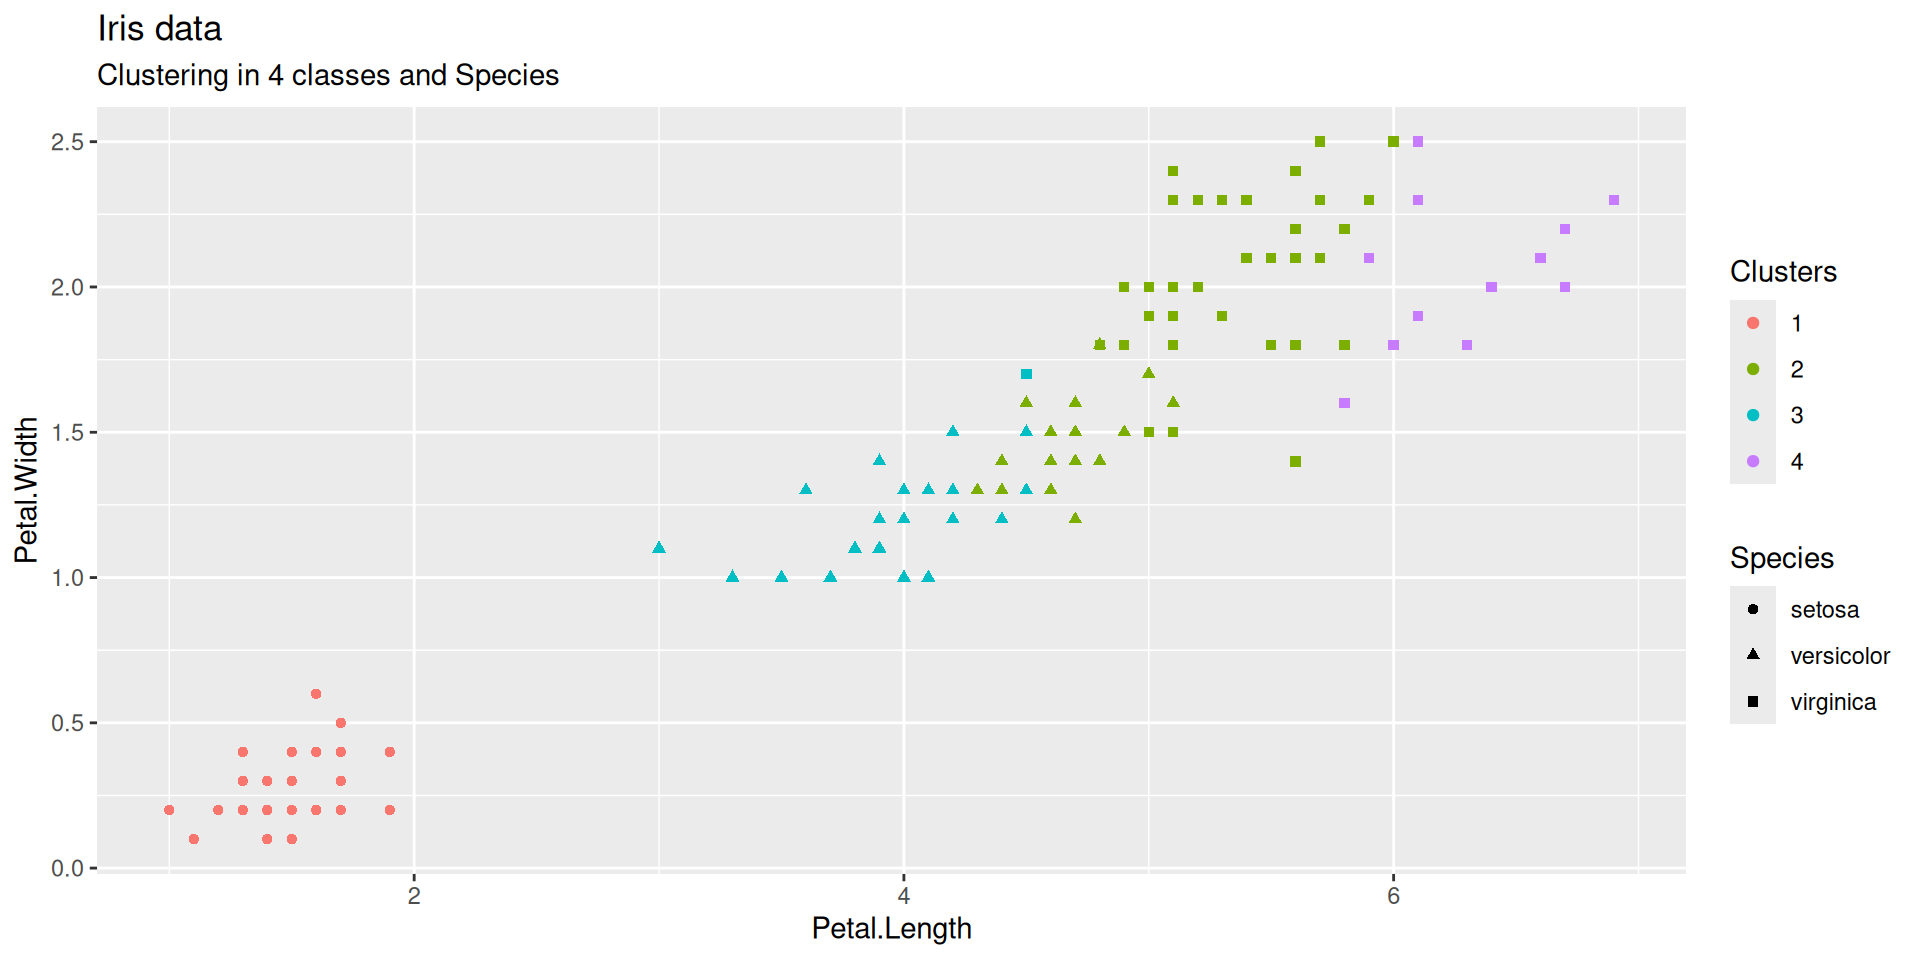 Iris data
Clustering in 4 classes and Species
2.5
2.0
1.5
1.0
0.5
0.0
Petal.Width
2 4 6
Petal.Length
Clusters
1
2
3
4
Species
setosa
versicolor
virginica